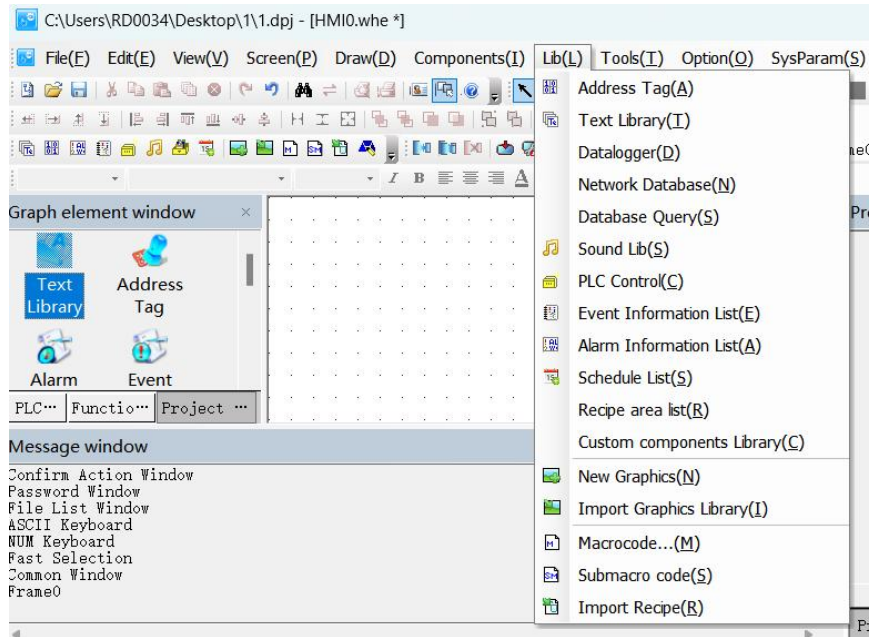 C:\Users\RD0034\Desktop\1\1.dpj - [HMI0.whe *]
File(F) Edit(E) View(V) Screen(P) Draw(D) Components(I) Lib(L) Tools(T) Option(O) SysParam(S)
Address Tag(A)
Text Library(T)
Datalogger(D)
Network Database(N)
Database Query(S)
Sound Lib(S)
PLC Control(C)
Event Information List(E)
Alarm Information List(A)
Schedule List(S)
Recipe area list(R)
Custom components Library(C)
New Graphics(N)
Import Graphics Library(I)
Macrocode...(M)
Submacro code(S)
Import Recipe(R)
I B A
Graph element window
Text Library
Address Tag
Alarm
Event
PLC… Functio… Project …
Message window
Confirm Action Window
Password Window
File List Window
ASCII Keyboard
NUM Keyboard
Fast Selection
Common Window
Frame0